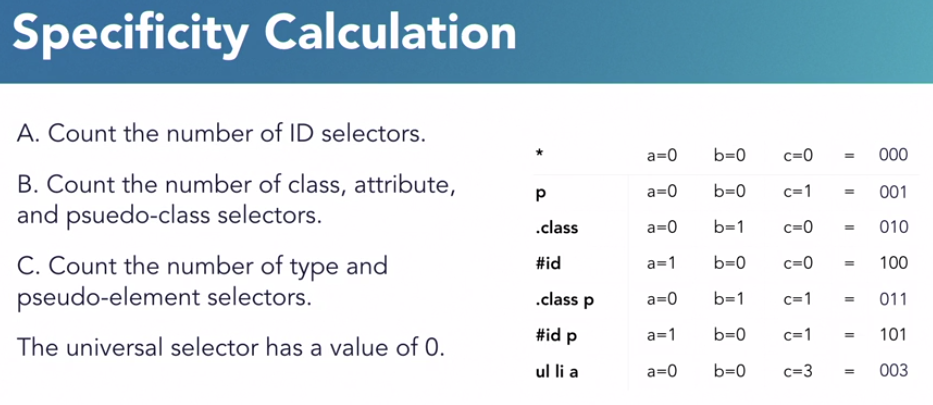 Specificity Calculation
A. Count the number of ID selectors.
B. Count the number of class, attribute,
and psuedo-class selectors.
C. Count the number of type and
pseudo-element selectors.
The universal selector has a value of 0.
* a=0 b=0 c=0 = 000
p a=0 b=0 c=1 = 001
.class a=0 b=1 c=0 = 010
#id a=1 b=0 c=0 = 100
.class p a=0 b=1 c=1 = 011
#id p a=1 b=0 c=1 = 101
ul li a a=0 b=0 c=3 = 003